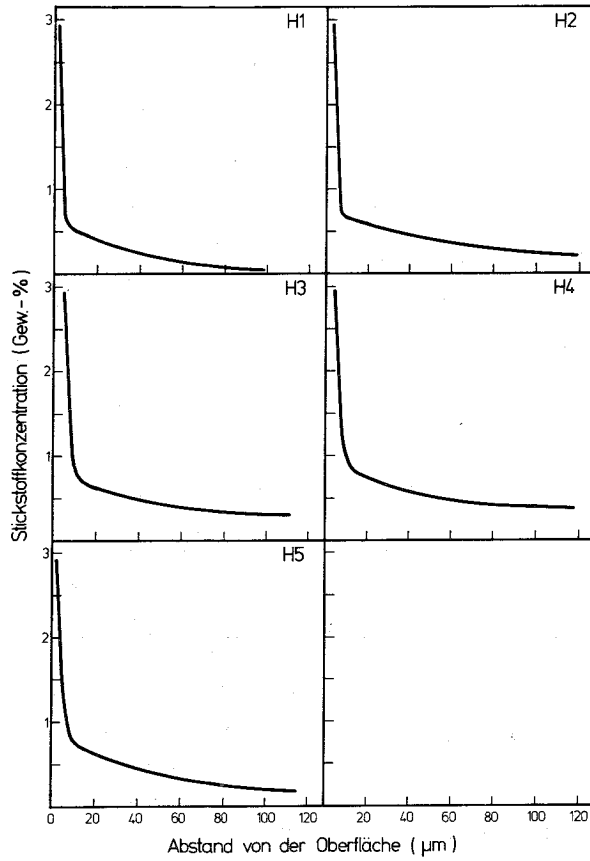 3 H1 H2
2
1
3 H3 H4
2
1
3 H5
2
1
0
0 20 40 60 80 100 120 20 40 60 80 100 120
Stickstoffkonzentration (Gew.-%)
Abstand von der Oberfläche (µm)